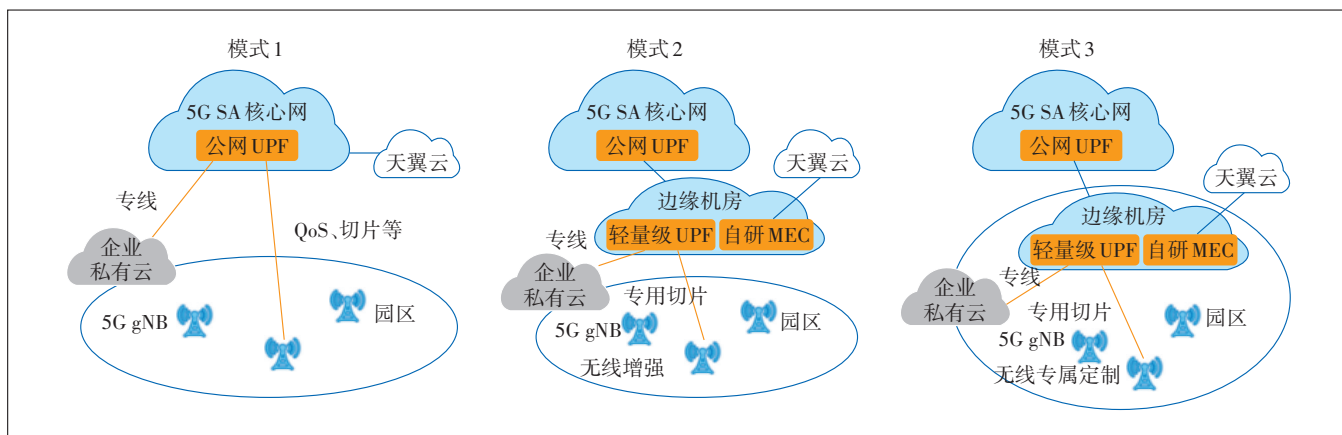 模式1
5G SA 核心网
公网 UPF
天翼云
专线
QoS、切片等
企业
私有云
5G gNB
园区
模式2
5G SA 核心网
公网 UPF
天翼云
边缘机房
轻量级 UPF
自研 MEC
专线
企业
私有云
专用切片
5G gNB
园区
无线增强
模式3
5G SA 核心网
公网 UPF
天翼云
边缘机房
轻量级 UPF
自研 MEC
专线
企业
私有云
专用切片
5G gNB
园区
无线专属定制